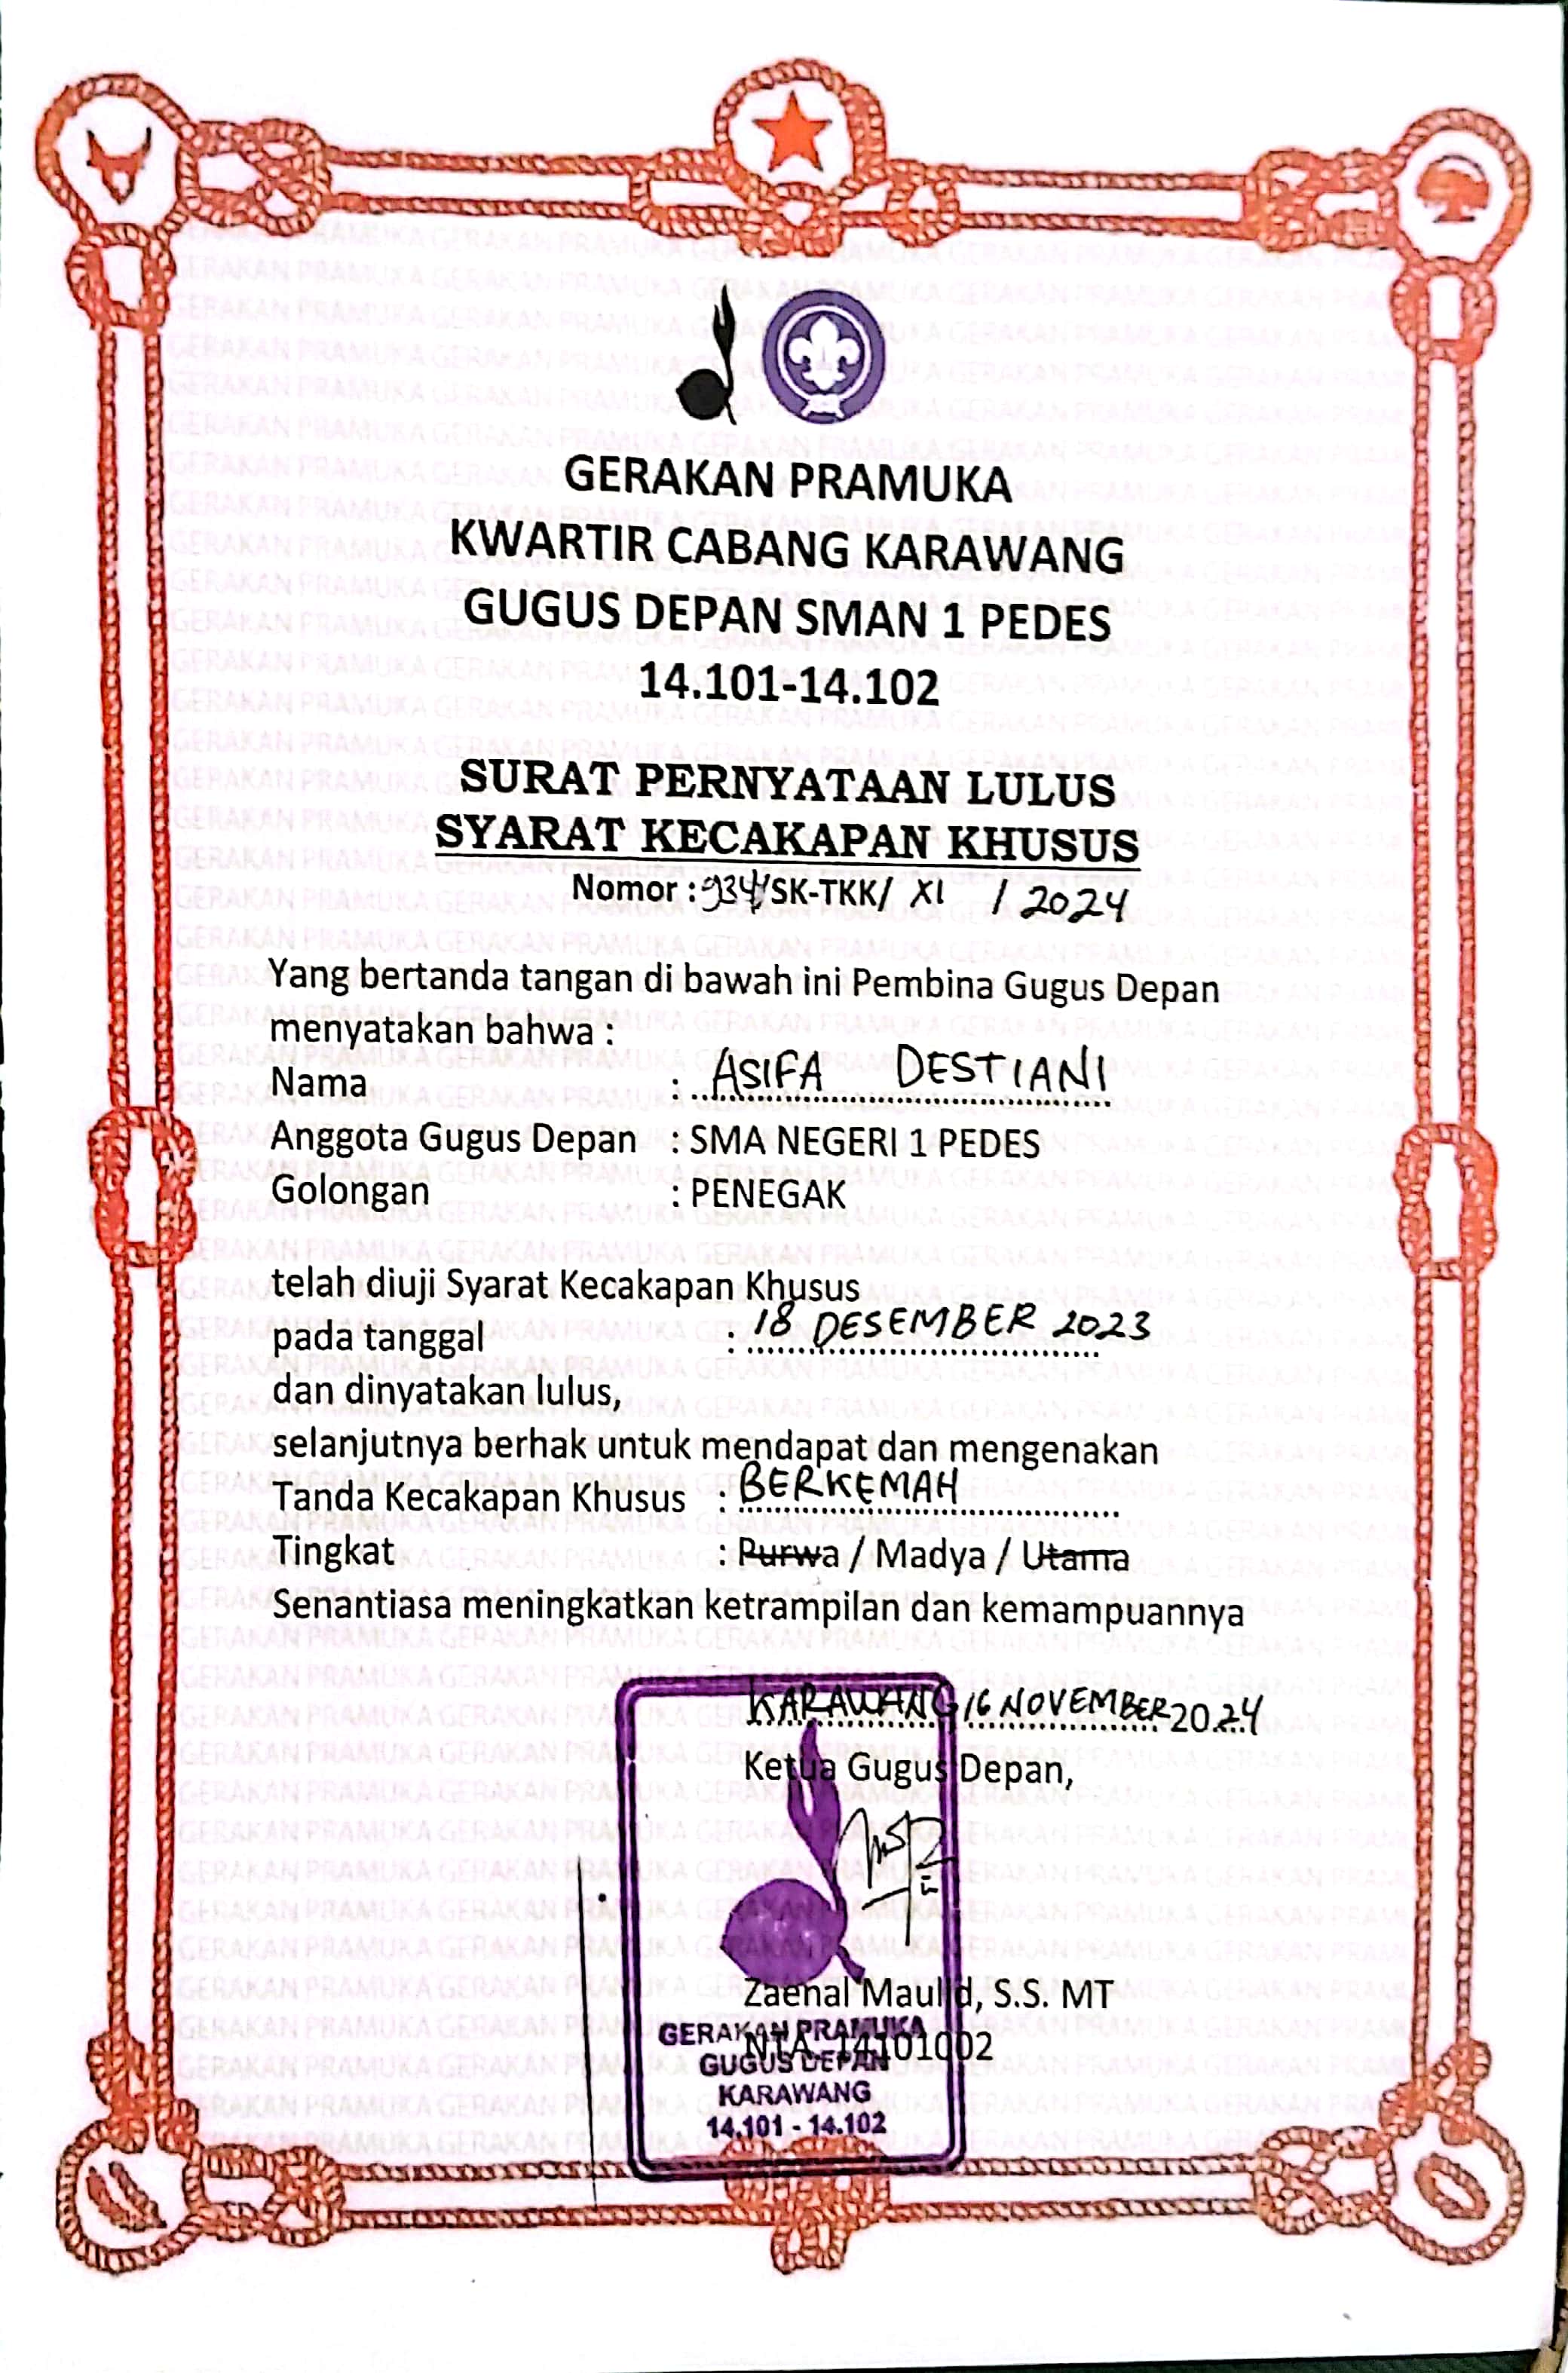 GERAKAN PRAMUKA
KWARTIR CABANG KARAWANG
GUGUS DEPAN SMAN 1 PEDES
14.101-14.102
SURAT PERNYATAAN LULUS
SYARAT KECAKAPAN KHUSUS
Nomor : 934/SK-TKK/ XI / 2024
Yang bertanda tangan di bawah ini Pembina Gugus Depan
menyatakan bahwa :
Nama : ASIFA DESTIANI
Anggota Gugus Depan : SMA NEGERI 1 PEDES
Golongan : PENEGAK
telah diuji Syarat Kecakapan Khusus
pada tanggal : 18 DESEMBER 2023
dan dinyatakan lulus,
selanjutnya berhak untuk mendapat dan mengenakan
Tanda Kecakapan Khusus : BERKEMAH
Tingkat : Purwa / Madya / Utama
Senantiasa meningkatkan ketrampilan dan kemampuannya
KARAWANG 16 NOVEMBER 2024
Ketua Gugus Depan,
Zaenal Maulid, S.S. MT
NTA. 14101002
GERAKAN PRAMUKA
GUGUS DEPAN
KARAWANG
14.101 - 14.102